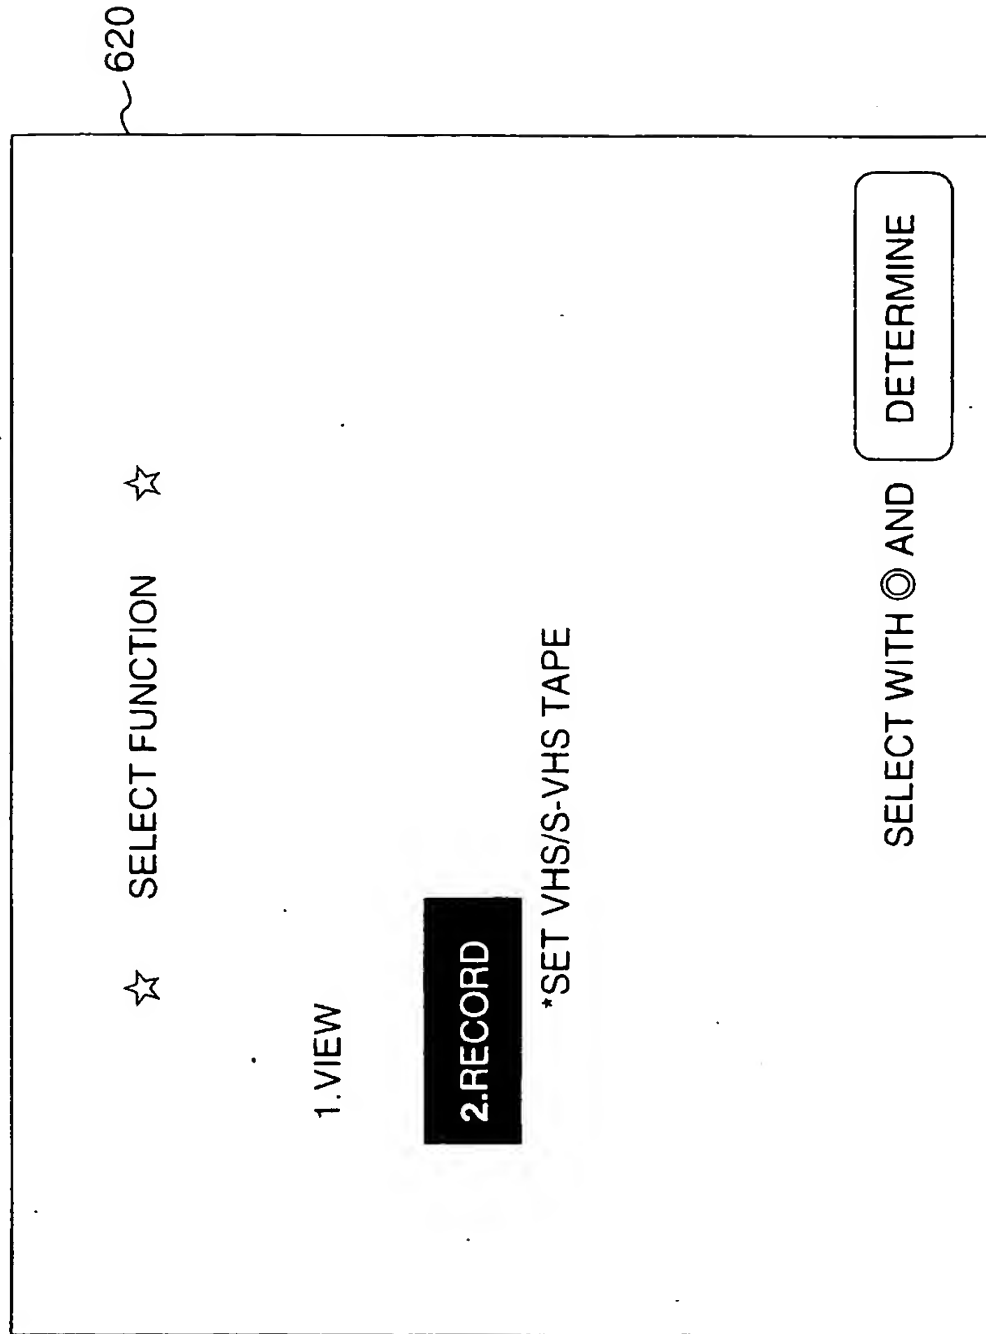 620
☆ SELECT FUNCTION ☆
1.VIEW
2.RECORD
*SET VHS/S-VHS TAPE
SELECT WITH ◎ AND DETERMINE